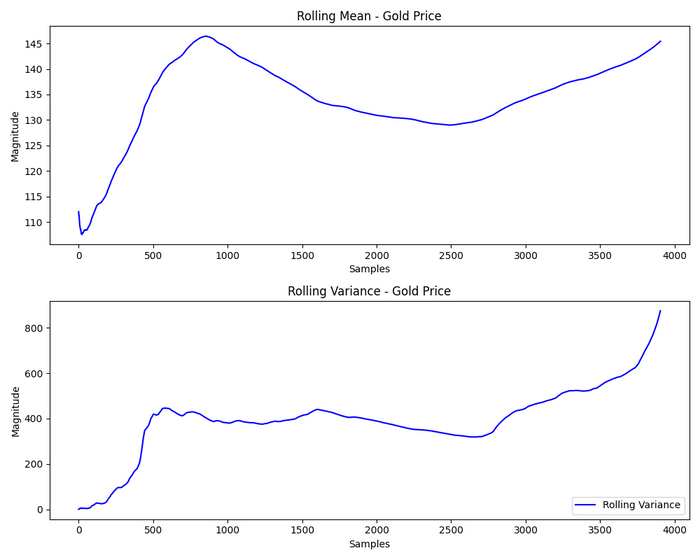 Rolling Mean - Gold Price
Magnitude
145
140
135
130
125
120
115
110
0 500 1000 1500 2000 2500 3000 3500 4000
Samples
Rolling Variance - Gold Price
Magnitude
800
600
400
200
0
Rolling Variance
0 500 1000 1500 2000 2500 3000 3500 4000
Samples